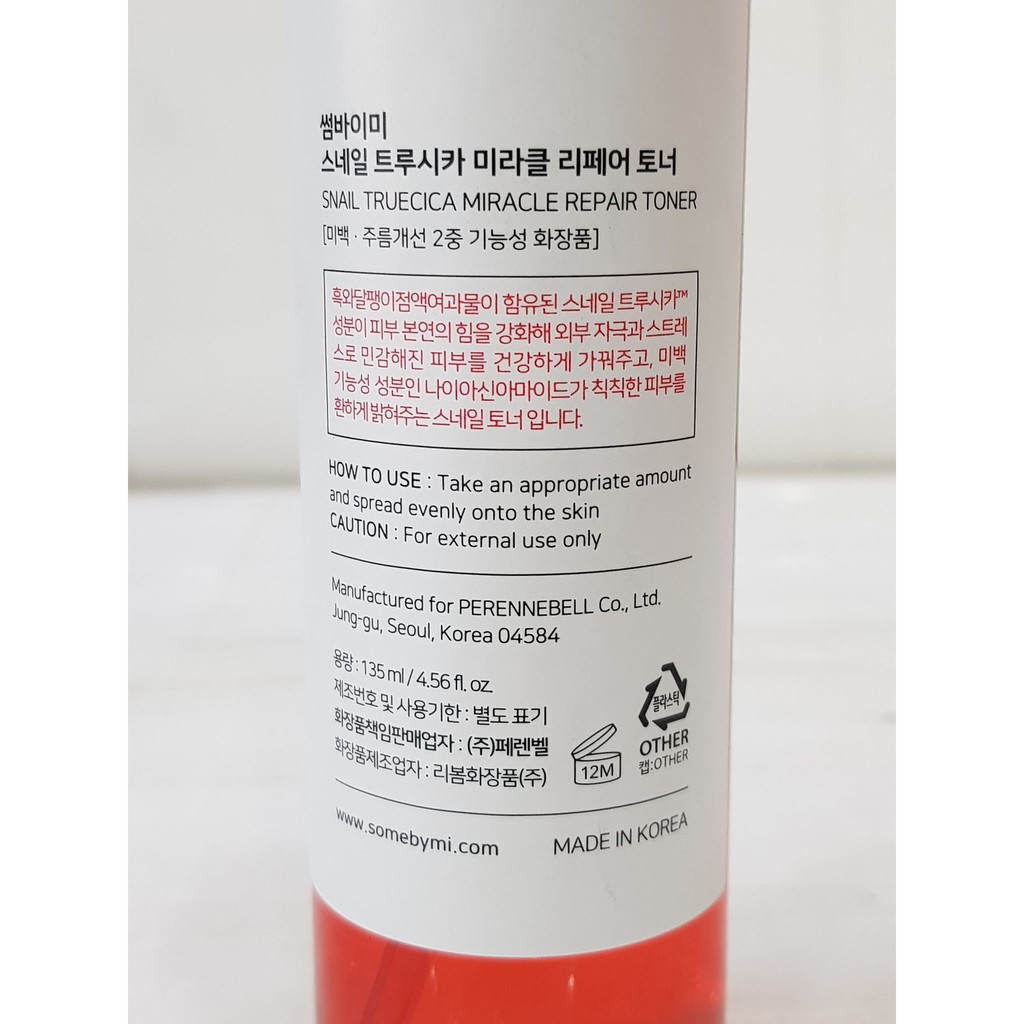 썸바이미
스네일 트루시카 미라클 리페어 토너
SNAIL TRUECICA MIRACLE REPAIR TONER
[미백 · 주름개선 2중 기능성 화장품]
흑와달팽이점액여과물이 함유된 스네일 트루시카™
성분이 피부 본연의 힘을 강화해 외부 자극과 스트레
스로 민감해진 피부를 건강하게 가꿔주고, 미백
기능성 성분인 나이아신아마이드가 칙칙한 피부를
환하게 밝혀주는 스네일 토너 입니다.
HOW TO USE : Take an appropriate amount
and spread evenly onto the skin
CAUTION : For external use only
Manufactured for PERENNEBELL Co., Ltd.
Jung-gu, Seoul, Korea 04584
용량 : 135 ml / 4.56 fl. oz.
제조번호 및 사용기한 : 별도 표기
화장품책임판매업자 : (주)페렌벨
화장품제조업자 : 리봄화장품(주)
12M
플라스틱
OTHER
캡:OTHER
www.somebymi.com
MADE IN KOREA